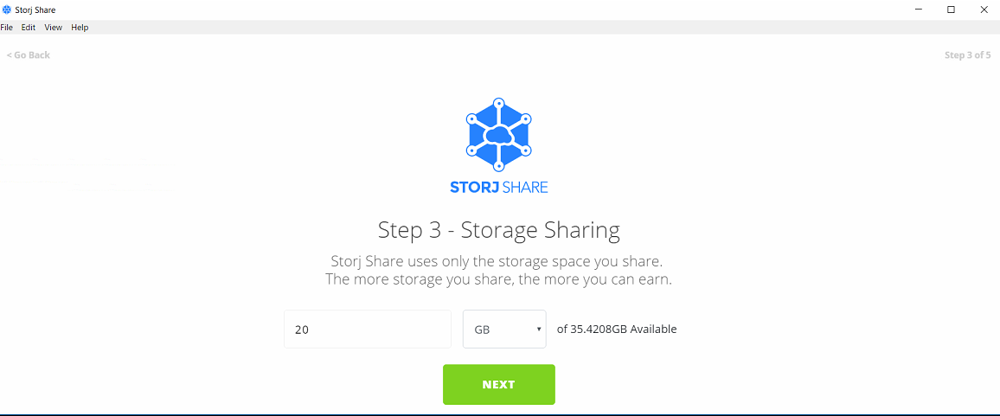 Storj Share
File Edit View Help
< Go Back
Step 3 of 5
STORJ SHARE
Step 3 - Storage Sharing
Storj Share uses only the storage space you share.
The more storage you share, the more you can earn.
20 GB of 35.4208GB Available
NEXT